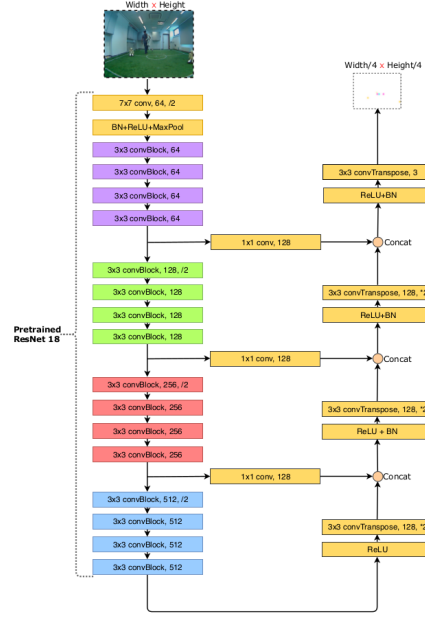 Width x Height
7x7 conv, 64, /2
BN+ReLU+MaxPool
3x3 convBlock, 64
3x3 convBlock, 64
3x3 convBlock, 64
3x3 convBlock, 64
3x3 convBlock, 128, /2
3x3 convBlock, 128
3x3 convBlock, 128
3x3 convBlock, 128
Pretrained
ResNet 18
3x3 convBlock, 256, /2
3x3 convBlock, 256
3x3 convBlock, 256
3x3 convBlock, 256
3x3 convBlock, 512, /2
3x3 convBlock, 512
3x3 convBlock, 512
3x3 convBlock, 512
1x1 conv, 128
1x1 conv, 128
1x1 conv, 128
Width/4 x Height/4
3x3 convTranspose, 3
ReLU+BN
Concat
3x3 convTranspose, 128, *2
ReLU+BN
Concat
3x3 convTranspose, 128, *2
ReLU + BN
Concat
3x3 convTranspose, 128, *2
ReLU